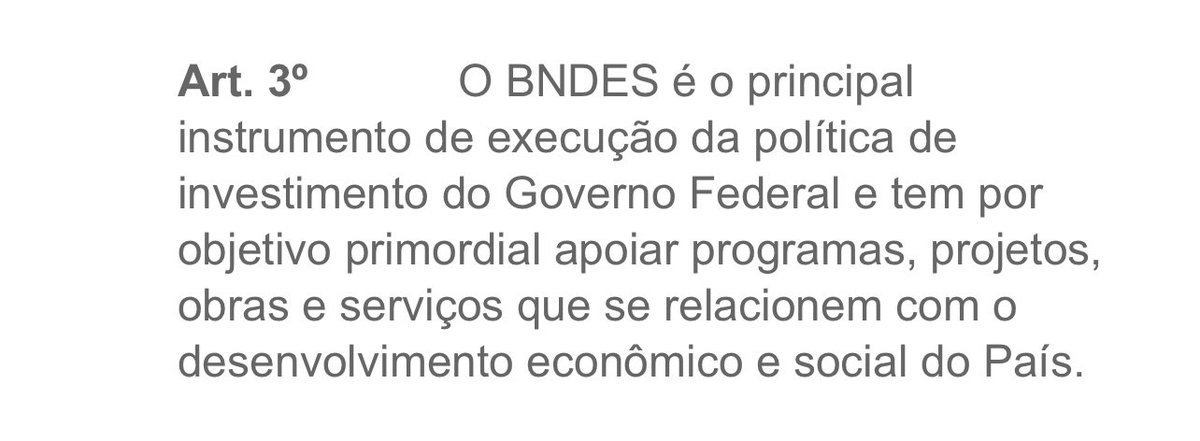 Art. 3º O BNDES é o principal
instrumento de execução da política de
investimento do Governo Federal e tem por
objetivo primordial apoiar programas, projetos,
obras e serviços que se relacionem com o
desenvolvimento econômico e social do País.